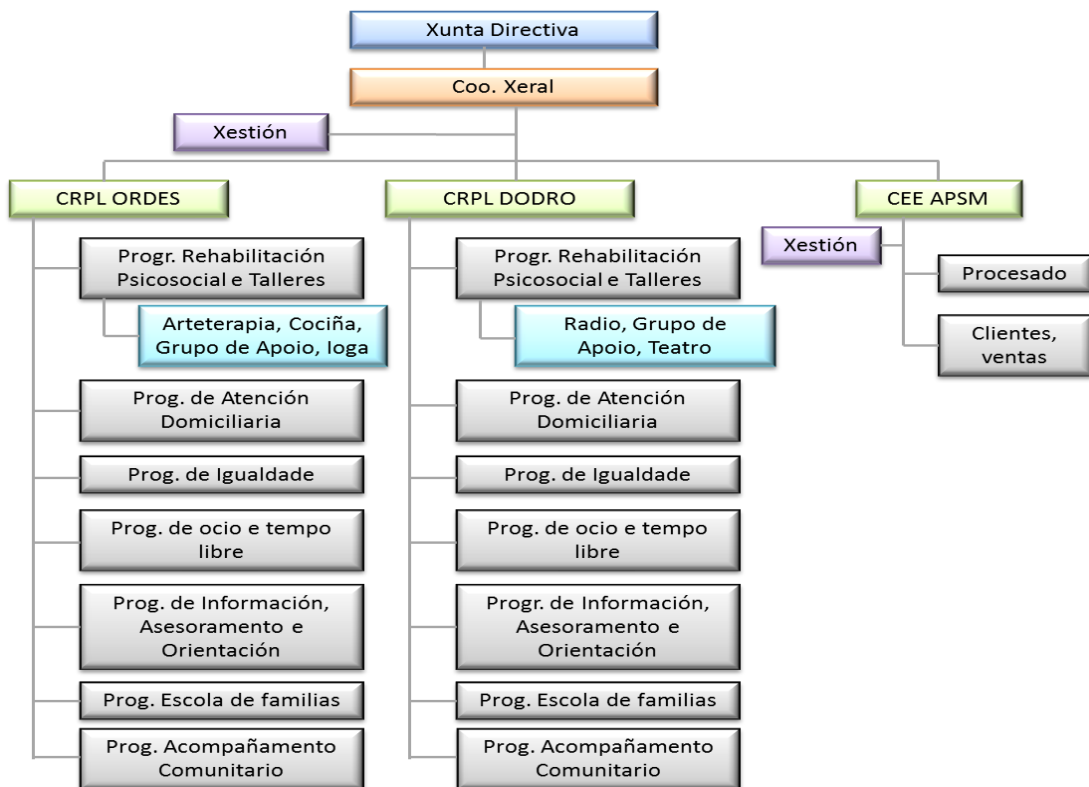 Xunta Directiva
Coo. Xeral
Xestión
CRPL ORDES
Progr. Rehabilitación
Psicosocial e Talleres
Arteterapia, Cociña,
Grupo de Apoio, Ioga
Prog. de Atención
Domiciliaria
Prog. de Igualdade
Prog. de ocio e tempo
libre
Prog. de Información,
Asesoramento e
Orientación
Prog. Escola de familias
Prog. Acompañamento
Comunitario
CRPL DODRO
Progr. Rehabilitación
Psicosocial e Talleres
Radio, Grupo de
Apoio, Teatro
Prog. de Atención
Domiciliaria
Prog. de Igualdade
Prog. de ocio e tempo
libre
Progr. de Información,
Asesoramento e
Orientación
Prog. Escola de familias
Prog. Acompañamento
Comunitario
CEE APSM
Xestión
Procesado
Clientes,
ventas